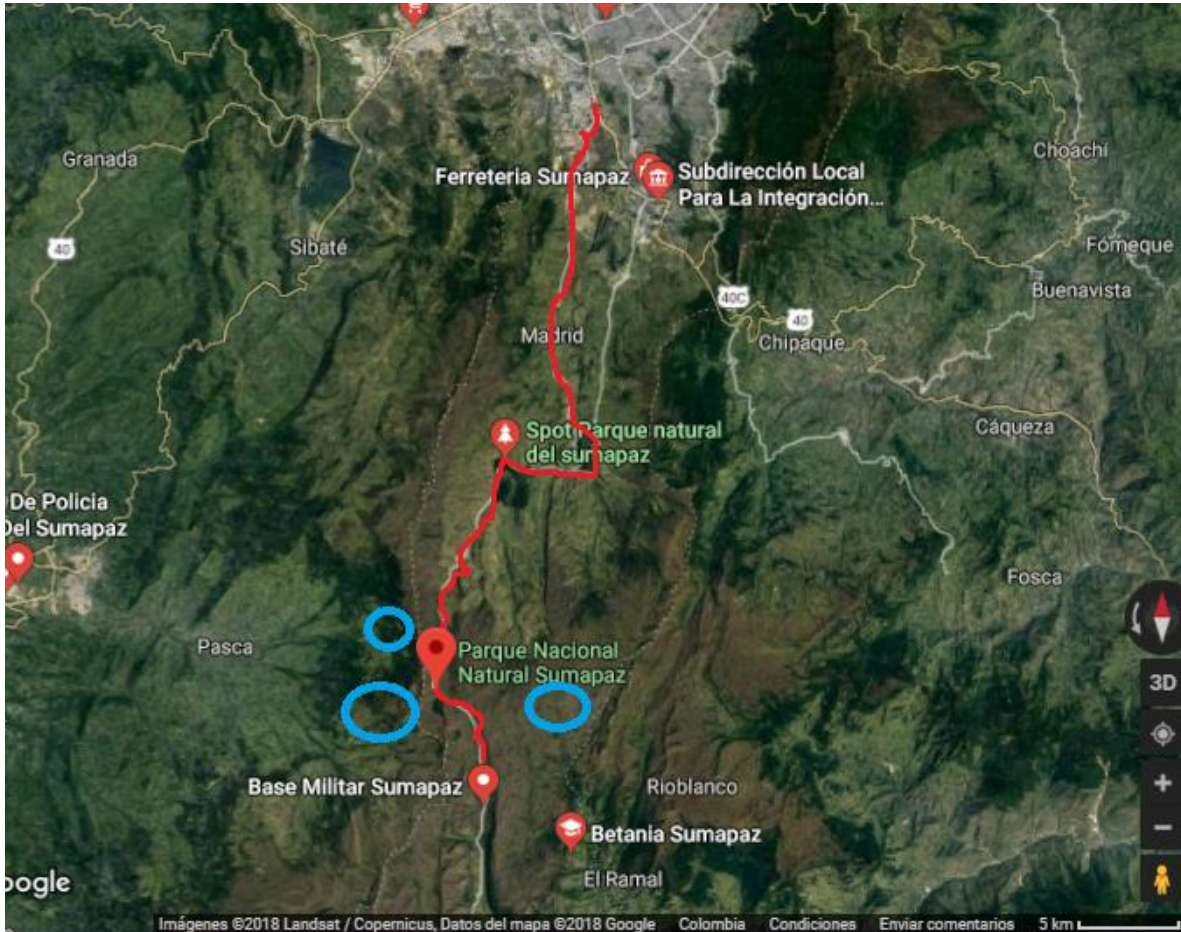 Granada
Choachí
Ferreteria Sumapaz
Subdirección Local
Para La Integración...
40
Sibaté
Fómeque
Buenavista
40C
40
Madrid
Chipaque
Cáqueza
Spot Parque natural
del sumapaz
De Policia
Del Sumapaz
Fosca
Pasca
Parque Nacional
Natural Sumapaz
3D
Base Militar Sumapaz
Rioblanco
Betania Sumapaz
El Ramal
oogle
Imágenes ©2018 Landsat / Copernicus, Datos del mapa ©2018 Google Colombia Condiciones Enviar comentarios 5 km